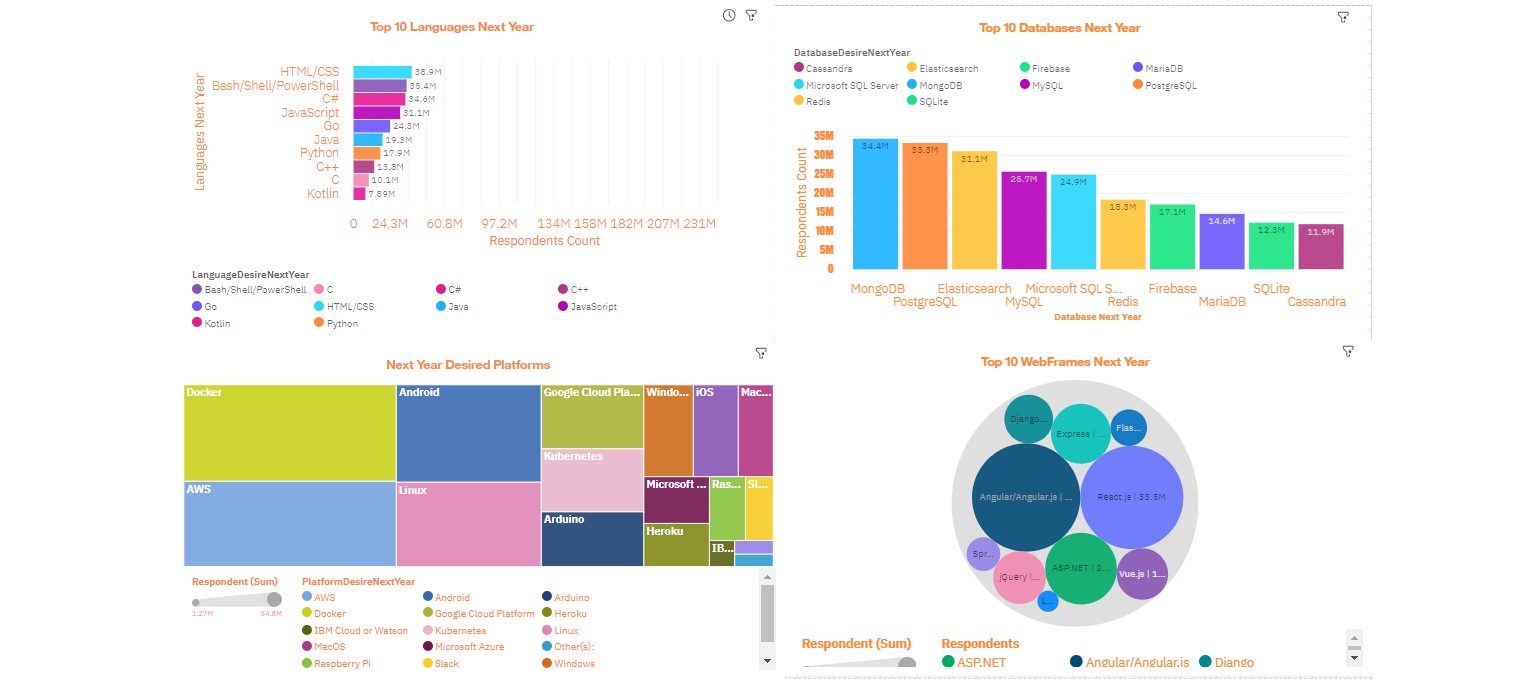 Top 10 Languages Next Year
Languages Next Year
HTML/CSS 38.9M
Bash/Shell/PowerShell 35.4M
C# 34.6M
JavaScript 31.1M
Go 24.3M
Java 19.3M
Python 17.9M
C++ 13.8M
C 10.1M
Kotlin 7.89M
0 24.3M 60.8M 97.2M 134M 158M 182M 207M 231M
Respondents Count
LanguageDesireNextYear
Bash/Shell/PowerShell C C# C++
Go HTML/CSS Java JavaScript
Kotlin Python
Top 10 Databases Next Year
DatabaseDesireNextYear
Cassandra Elasticsearch Firebase MariaDB
Microsoft SQL Server MongoDB MySQL PostgreSQL
Redis SQLite
Respondents Count
35M
30M
25M
20M
15M
10M
5M
0
34.4M 33.3M 31.1M 25.7M 24.9M 18.3M 17.1M 14.6M 12.3M 11.9M
MongoDB Elasticsearch Microsoft SQL S... Firebase SQLite
PostgreSQL MySQL Redis MariaDB Cassandra
Database Next Year
Next Year Desired Platforms
Docker Android Google Cloud Pla... Windo... iOS Mac...
Kubernetes
AWS Linux Microsoft ... Ras... Sl...
Arduino
Heroku
IB...
Respondent (Sum)
1.27M 54.8M
PlatformDesireNextYear
AWS Android Arduino
Docker Google Cloud Platform Heroku
IBM Cloud or Watson Kubernetes Linux
MacOS Microsoft Azure Other(s):
Raspberry Pi Slack Windows
Top 10 WebFrames Next Year
Django...
Express | ...
Flas...
Angular/Angular.js | ...
React.js | 33.5M
Spr...
jQuery |...
ASP.NET | 2...
Vue.js | 1...
L...
Respondent (Sum)
Respondents
ASP.NET Angular/Angular.js Django